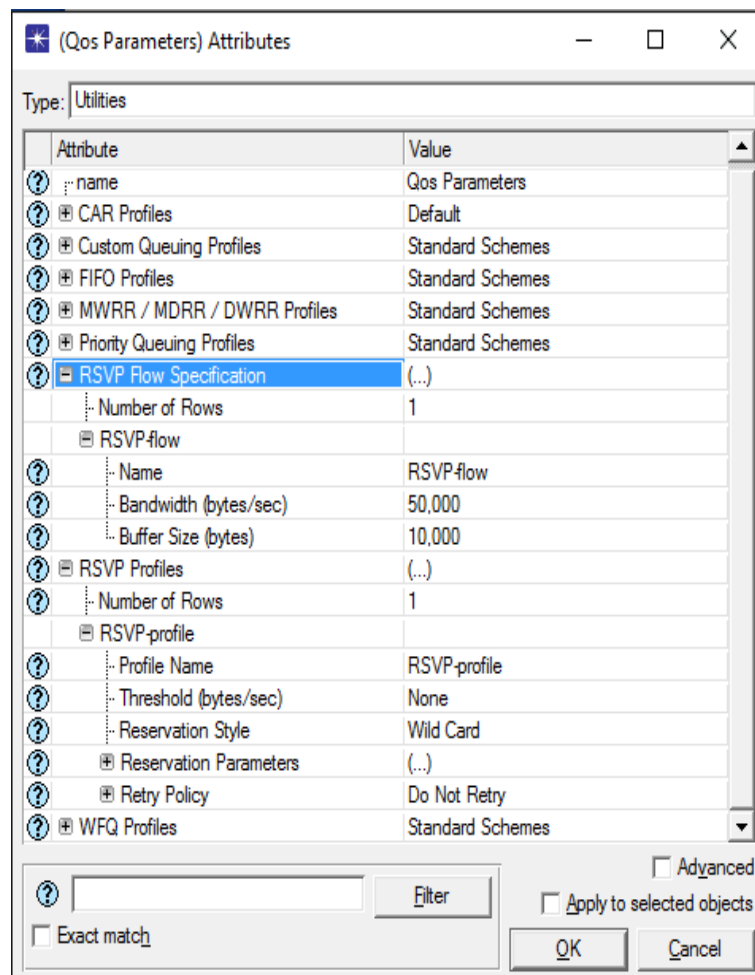 (Qos Parameters) Attributes
Type: Utilities
Attribute Value
name Qos Parameters
CAR Profiles Default
Custom Queuing Profiles Standard Schemes
FIFO Profiles Standard Schemes
MWRR / MDRR / DWRR Profiles Standard Schemes
Priority Queuing Profiles Standard Schemes
RSVP Flow Specification (...)
Number of Rows 1
RSVP-flow
Name RSVP-flow
Bandwidth (bytes/sec) 50,000
Buffer Size (bytes) 10,000
RSVP Profiles (...)
Number of Rows 1
RSVP-profile
Profile Name RSVP-profile
Threshold (bytes/sec) None
Reservation Style Wild Card
Reservation Parameters (...)
Retry Policy Do Not Retry
WFQ Profiles Standard Schemes
Advanced
Filter Apply to selected objects
Exact match OK Cancel